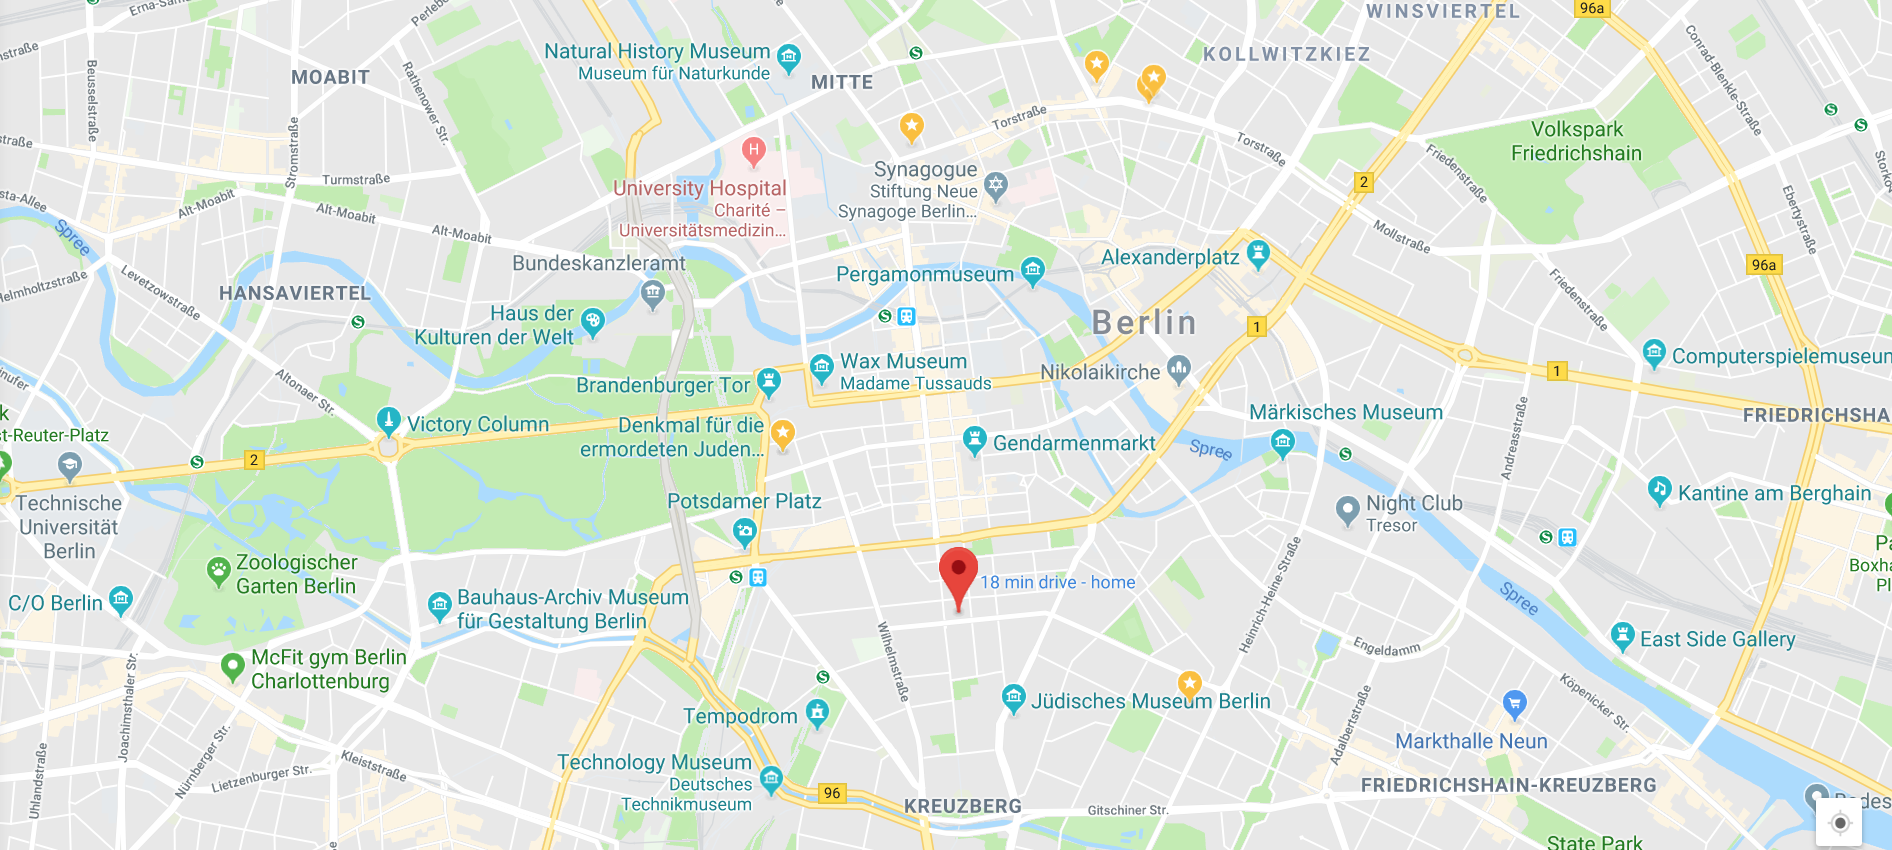 Erna-Samu
Perleberg
WINSVIERTEL
96a
KOLLWITZKIEZ
Natural History Museum
Museum für Naturkunde
MITTE
MOABIT
Beusselstraße
Rathenower Str.
Stromstraße
Turmstraße
Torstraße
Torstraße
Conrad-Blenkle-Straße
Volkspark
Friedrichshain
Friedenstraße
Ebertystraße
Storko
Synagogue
Stiftung Neue
Synagoge Berlin...
H
University Hospital
Charité –
Universitätsmedizin...
2
Mollstraße
sta-Allee
Alt-Moabit
Alt-Moabit
Alt-Moabit
Spree
Levetzowstraße
Helmholtzstraße
HANSAVIERTEL
Bundeskanzleramt
Pergamonmuseum
Alexanderplatz
96a
Friedenstraße
Haus der
Kulturen der Welt
S
Berlin
1
Wax Museum
Madame Tussauds
Nikolaikirche
Computerspielemuseum
1
Brandenburger Tor
Altonaer Str.
Victory Column
Denkmal für die
ermordeten Juden...
Gendarmenmarkt
Märkisches Museum
Spree
Andreasstraße
FRIEDRICHSHA
st-Reuter-Platz
2
Technische
Universität
Berlin
Potsdamer Platz
Night Club
Tresor
Kantine am Berghain
Zoologischer
Garten Berlin
18 min drive - home
Heinrich-Heine-Straße
Spree
Pa
Boxha
Pl
C/O Berlin
Bauhaus-Archiv Museum
für Gestaltung Berlin
Wilhelmstraße
Engeldamm
East Side Gallery
McFit gym Berlin
Charlottenburg
Joachimsthaler Str.
Jüdisches Museum Berlin
Köpenicker Str.
Adalbertstraße
Tempodrom
Markthalle Neun
Nürnberger Str.
Uhlandstraße
Lietzenburger Str.
Kleiststraße
Technology Museum
Deutsches
Technikmuseum
96
KREUZBERG
Gitschiner Str.
FRIEDRICHSHAIN-KREUZBERG
State Park